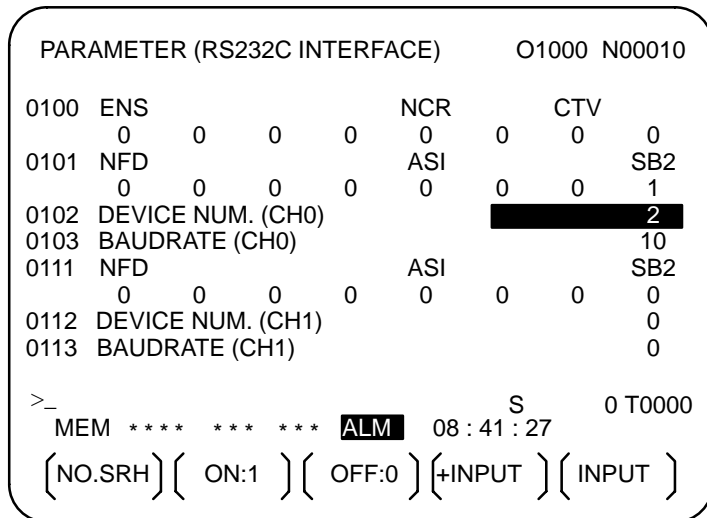 PARAMETER (RS232C INTERFACE) O1000 N00010
0100 ENS NCR CTV
0 0 0 0 0 0 0 0
0101 NFD ASI SB2
0 0 0 0 0 0 0 1
0102 DEVICE NUM. (CH0) 2
0103 BAUDRATE (CH0) 10
0111 NFD ASI SB2
0 0 0 0 0 0 0 0
0112 DEVICE NUM. (CH1) 0
0113 BAUDRATE (CH1) 0
>_ S 0 T0000
MEM **** *** *** ALM 08 : 41 : 27
[NO.SRH] [ ON:1 ] [ OFF:0 ] [+INPUT ] [ INPUT ]